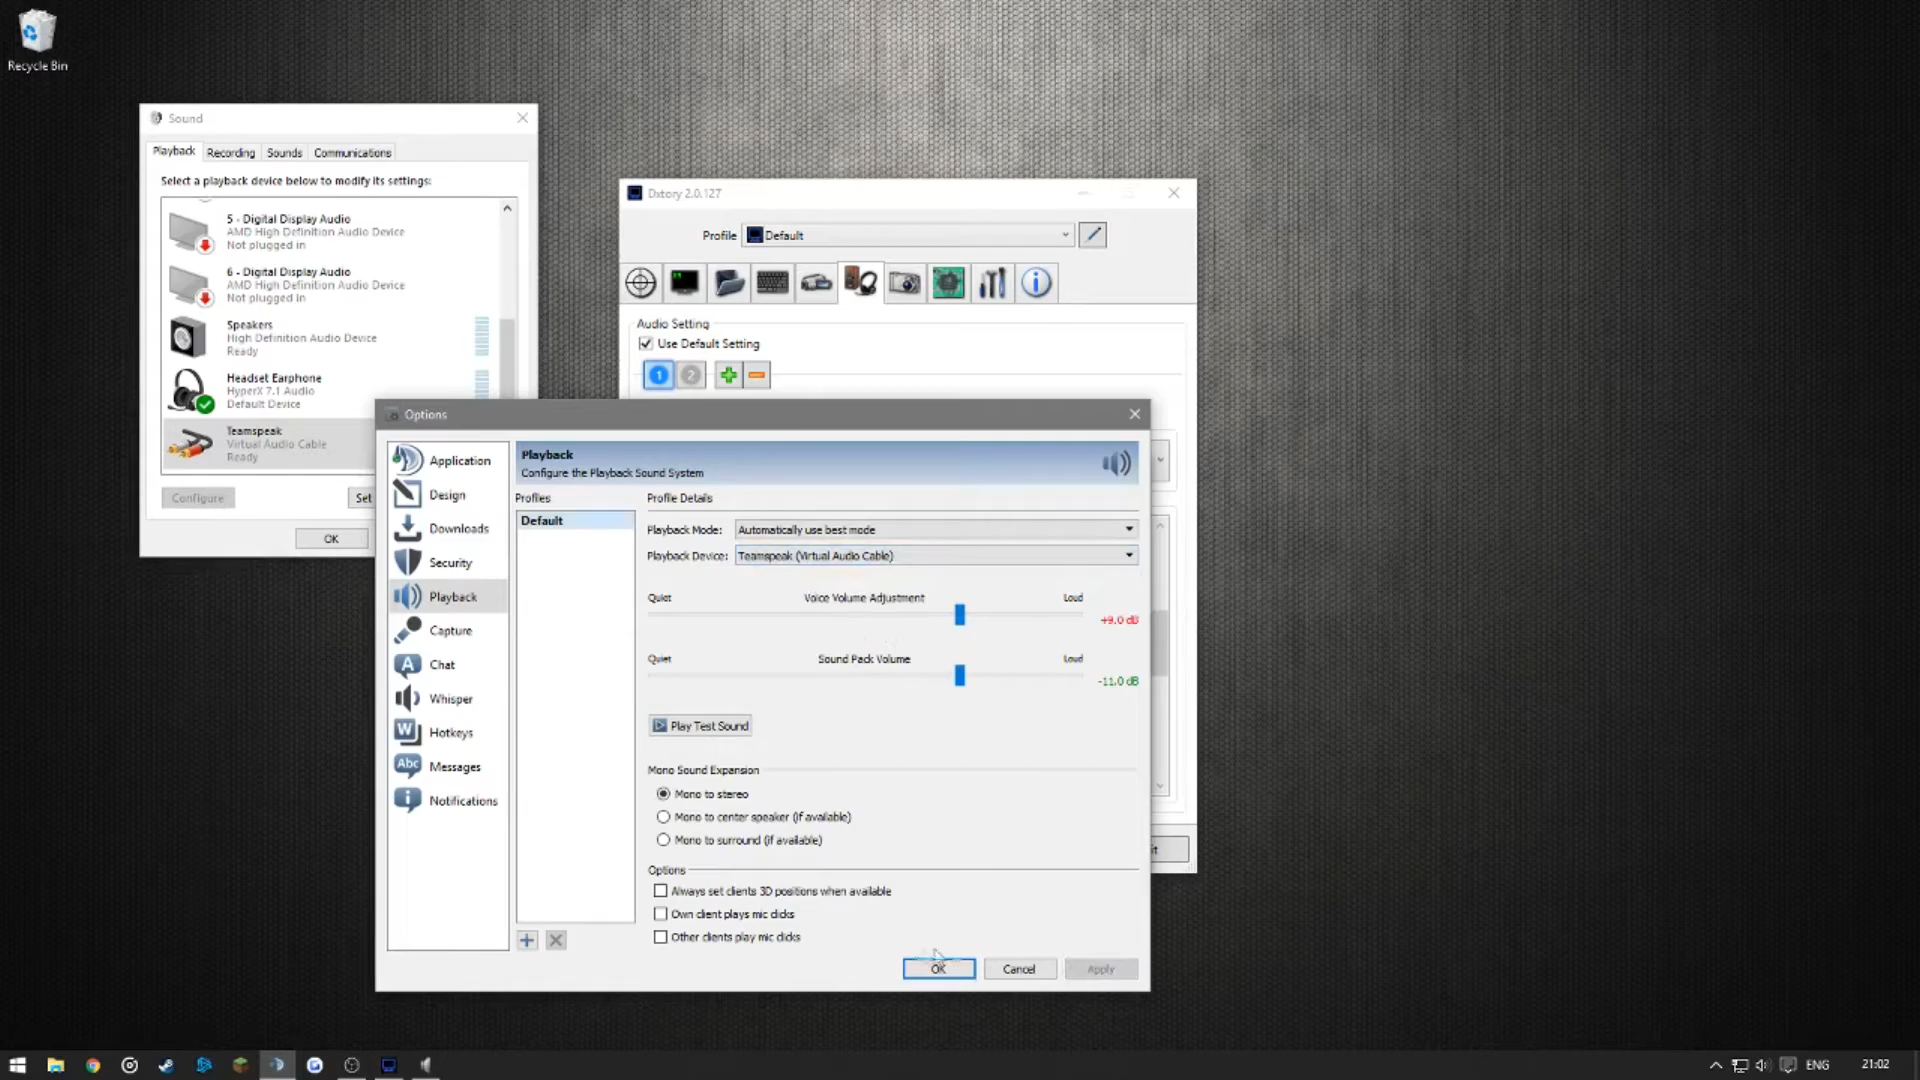 Recycle Bin
Sound
Playback
Recording
Sounds
Communications
Select a playback device below to modify its settings:
5 - Digital Display Audio
AMD High Definition Audio Device
Not plugged in
6 - Digital Display Audio
AMD High Definition Audio Device
Not plugged in
Speakers
High Definition Audio Device
Ready
Headset Earphone
HyperX 7.1 Audio
Default Device
Teamspeak
Virtual Audio Cable
Ready
Configure
Set
OK
Dxtory 2.0.127
Profile
Default
Audio Setting
Use Default Setting
1
2
Options
Application
Design
Downloads
Security
Playback
Capture
Chat
Whisper
Hotkeys
Messages
Notifications
Playback
Configure the Playback Sound System
Profiles
Default
Profile Details
Playback Mode:
Automatically use best mode
Playback Device:
Teamspeak (Virtual Audio Cable)
Quiet
Voice Volume Adjustment
Loud
+9.0 dB
Quiet
Sound Pack Volume
Loud
-11.0 dB
Play Test Sound
Mono Sound Expansion
Mono to stereo
Mono to center speaker (if available)
Mono to surround (if available)
Options
Always set clients 3D positions when available
Own client plays mic clicks
Other clients play mic clicks
OK
Cancel
Apply
ENG
21:02